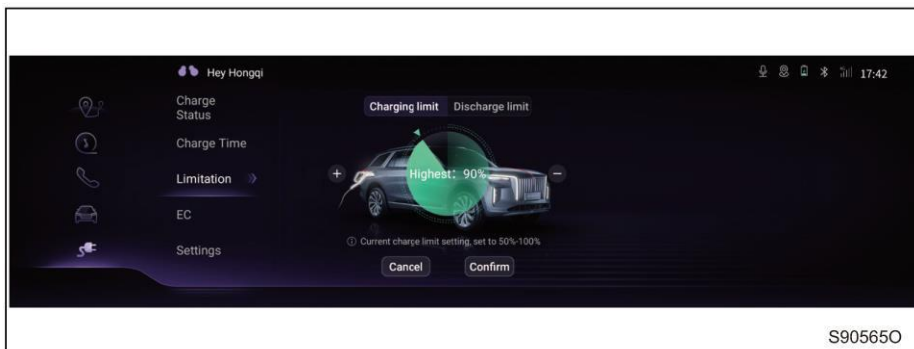 Hey Hongqi
17:42
Charge
Status
Charging limit Discharge limit
Charge Time
Limitation
Highest: 90%
EC
Settings
Current charge limit setting, set to 50%-100%
Cancel Confirm
S90565O